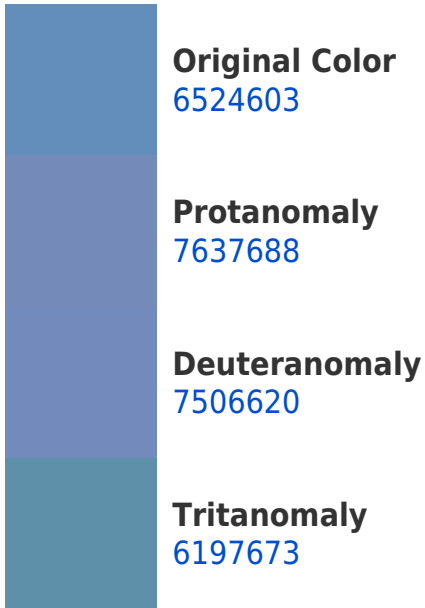 Original Color
6524603
Protanomaly
7637688
Deuteranomaly
7506620
Tritanomaly
6197673